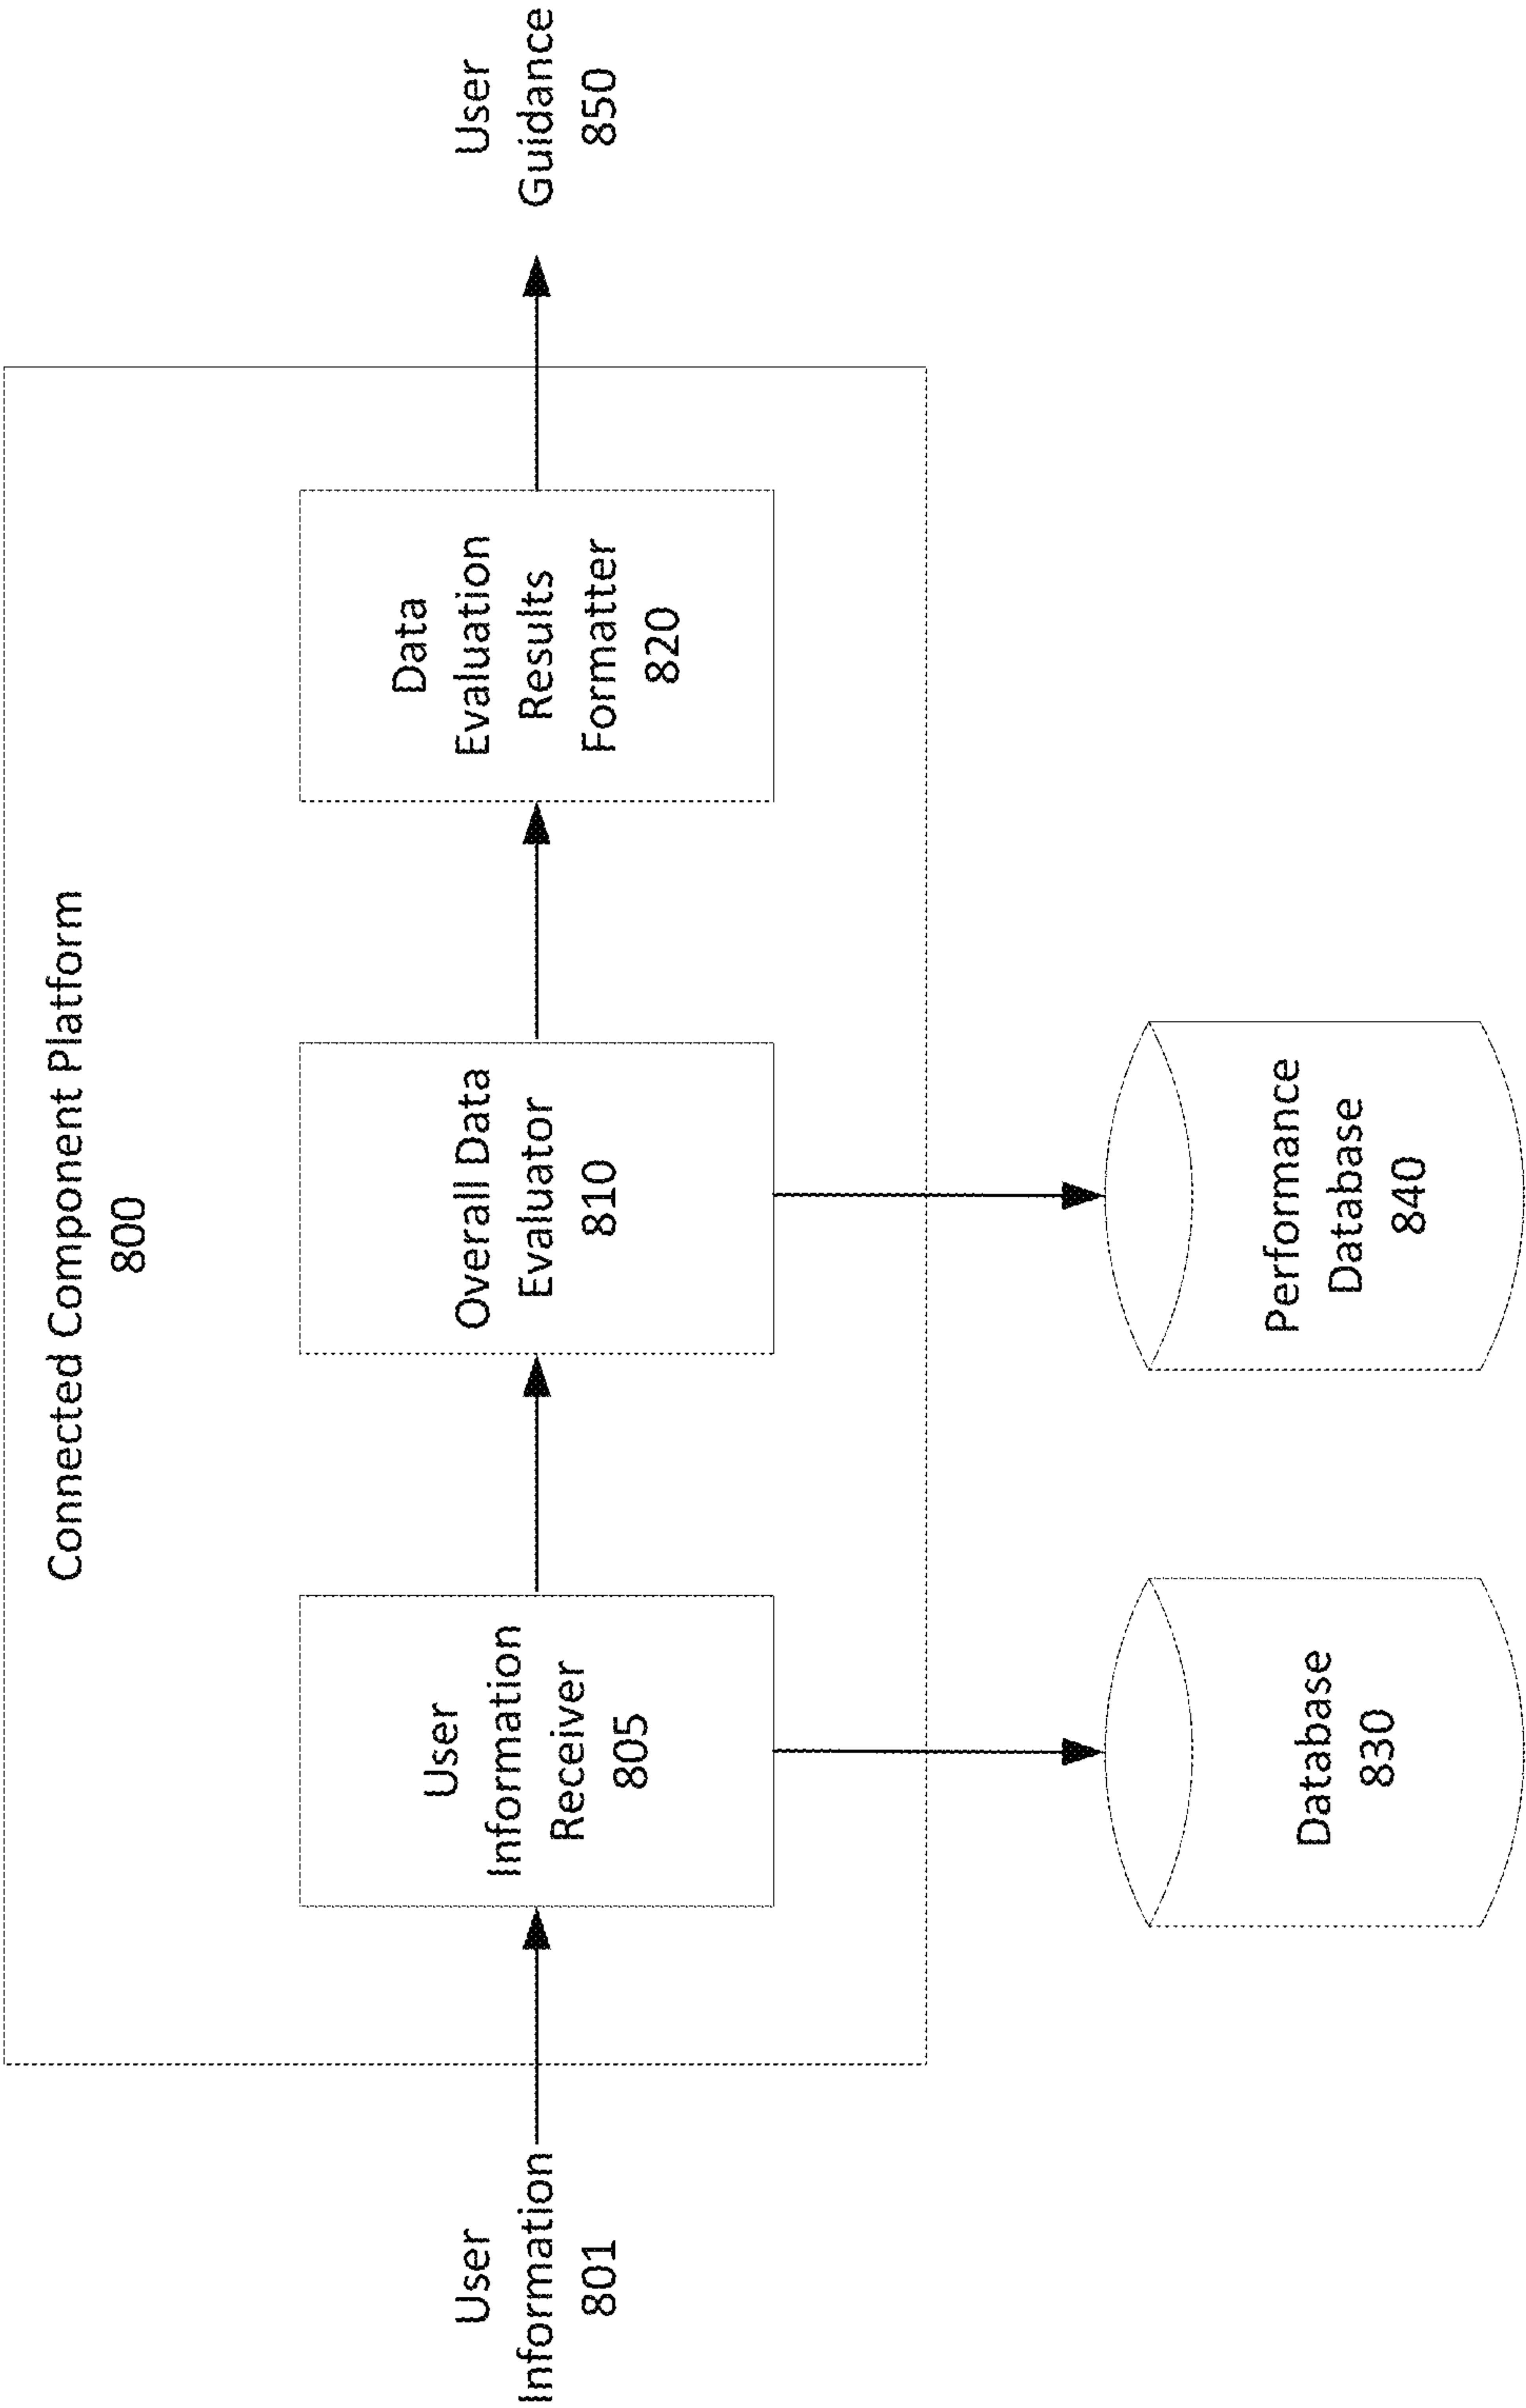 Connected Component Platform
800
User
Information
801
User
Information
Receiver
805
Overall Data
Evaluator
810
Data
Evaluation
Results
Formatter
820
User
Guidance
850
Database
830
Performance
Database
840